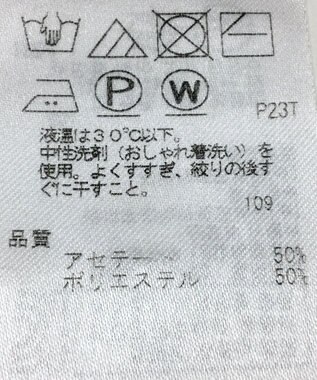 P W P23T
液温は30℃以下。
中性洗剤（おしゃれ着洗い）を
使用。よくすすぎ、絞りの後す
ぐに干すこと。
109
品質
アセテート 50%
ポリエステル 50%